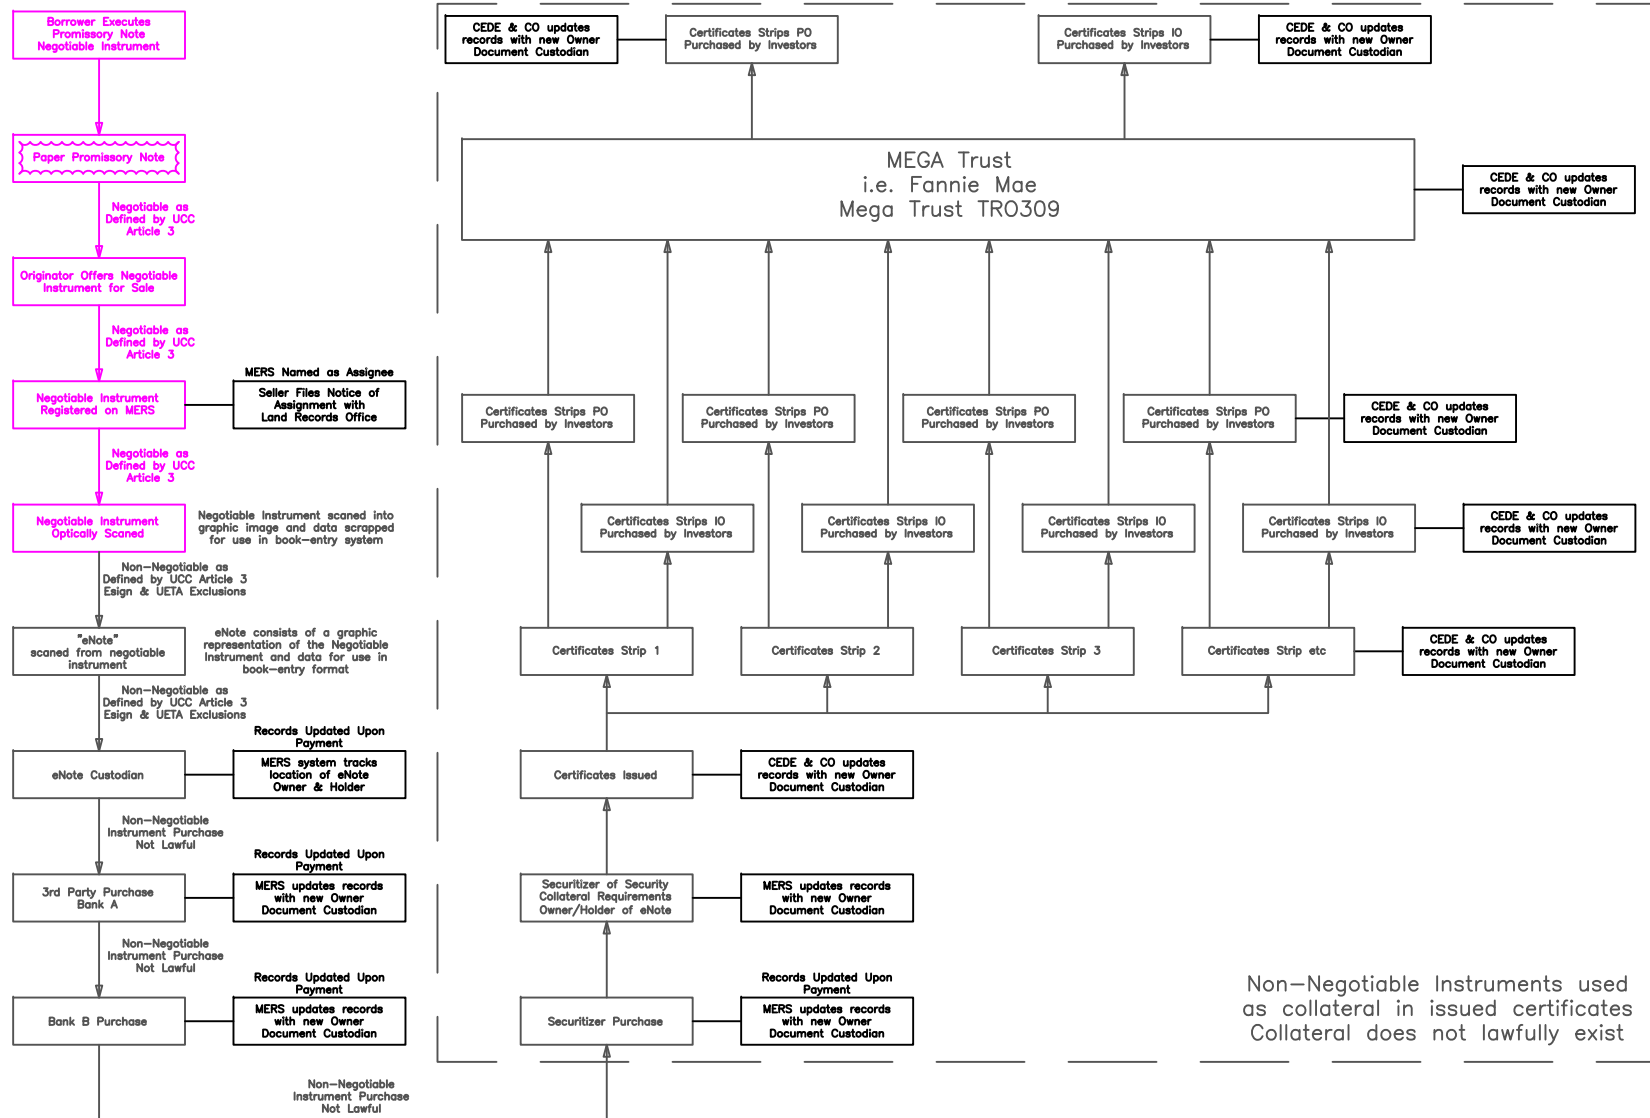 Borrower Executes
Promissory Note
Negotiable Instrument
Paper Promissory Note
Negotiable as
Defined by UCC
Article 3
Originator Offers Negotiable
Instrument for Sale
Negotiable as
Defined by UCC
Article 3
Negotiable Instrument
Registered on MERS
MERS Named as Assignee
Seller Files Notice of
Assignment with
Land Records Office
Negotiable as
Defined by UCC
Article 3
Negotiable Instrument
Optically Scaned
Negotiable Instrument scaned into
graphic image and data scrapped
for use in book-entry system
Non-Negotiable as
Defined by UCC Article 3
Esign & UETA Exclusions
"eNote"
scaned from negotiable
instrument
eNote consists of a graphic
representation of the Negotiable
Instrument and data for use in
book-entry format
Non-Negotiable as
Defined by UCC Article 3
Esign & UETA Exclusions
Records Updated Upon
Payment
eNote Custodian
MERS system tracks
location of eNote
Owner & Holder
Non-Negotiable
Instrument Purchase
Not Lawful
Records Updated Upon
Payment
3rd Party Purchase
Bank A
MERS updates records
with new Owner
Document Custodian
Non-Negotiable
Instrument Purchase
Not Lawful
Records Updated Upon
Payment
Bank B Purchase
MERS updates records
with new Owner
Document Custodian
Non-Negotiable
Instrument Purchase
Not Lawful
CEDE & CO updates
records with new Owner
Document Custodian
Certificates Strips PO
Purchased by Investors
Certificates Strips IO
Purchased by Investors
CEDE & CO updates
records with new Owner
Document Custodian
MEGA Trust
i.e. Fannie Mae
Mega Trust TR0309
CEDE & CO updates
records with new Owner
Document Custodian
Certificates Strips PO
Purchased by Investors
Certificates Strips PO
Purchased by Investors
Certificates Strips PO
Purchased by Investors
Certificates Strips PO
Purchased by Investors
CEDE & CO updates
records with new Owner
Document Custodian
Certificates Strips IO
Purchased by Investors
Certificates Strips IO
Purchased by Investors
Certificates Strips IO
Purchased by Investors
Certificates Strips IO
Purchased by Investors
CEDE & CO updates
records with new Owner
Document Custodian
Certificates Strip 1
Certificates Strip 2
Certificates Strip 3
Certificates Strip etc
CEDE & CO updates
records with new Owner
Document Custodian
Certificates Issued
CEDE & CO updates
records with new Owner
Document Custodian
Securitizer of Security
Collateral Requirements
Owner/Holder of eNote
MERS updates records
with new Owner
Document Custodian
Records Updated Upon
Payment
Securitizer Purchase
MERS updates records
with new Owner
Document Custodian
Non-Negotiable Instruments used
as collateral in issued certificates
Collateral does not lawfully exist